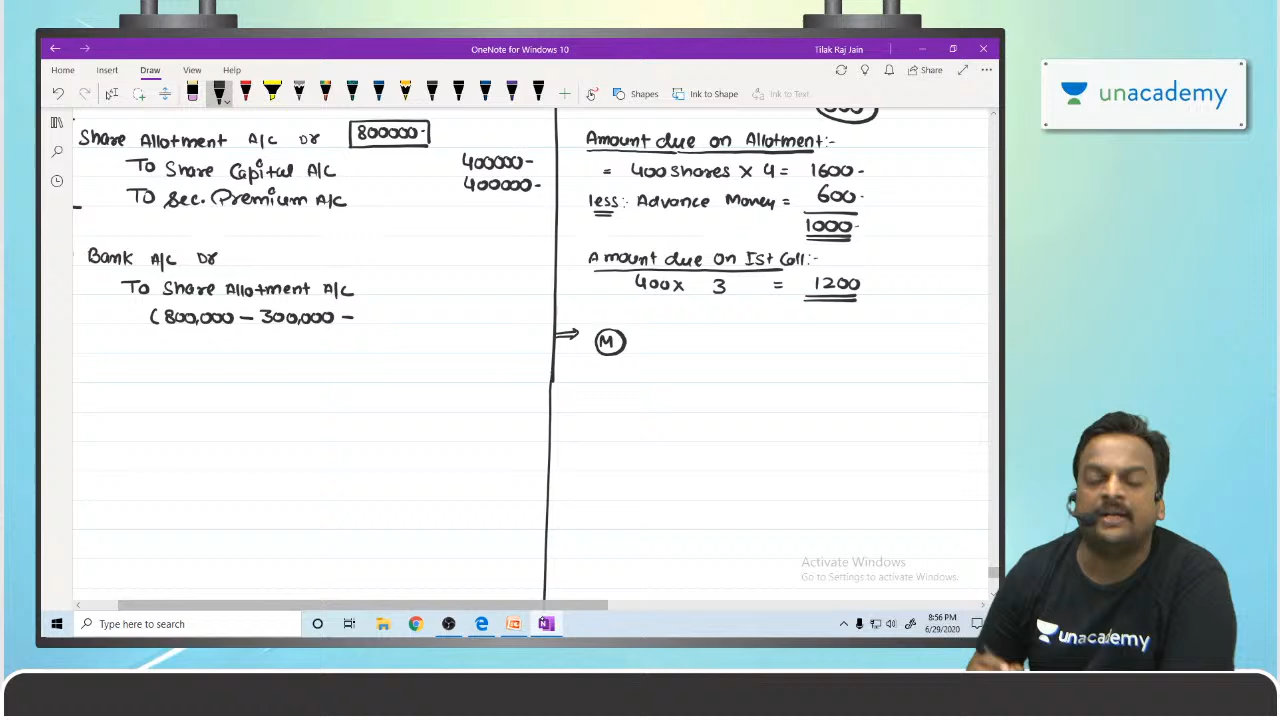 OneNote for Windows 10
Tilak Raj Jain
Home Insert Draw View Help
Share
Shapes
Ink to Shape
Ink to Text
unacademy
Share Allotment A/C Dr 800000-
To Share Capital A/C 400000-
To Sec. Premium A/C 400000-
Bank A/C Dr
To Share Allotment A/C
(800,000 - 300,000 -
Amount due on Allotment:-
= 400 shares × 4 = 1600-
less:- Advance Money = 600-
1000-
Amount due on Ist Call:-
400 × 3 = 1200
⇒ M
Activate Windows
Go to Settings to activate Windows.
Type here to search
8:56 PM
6/29/2020
unacademy